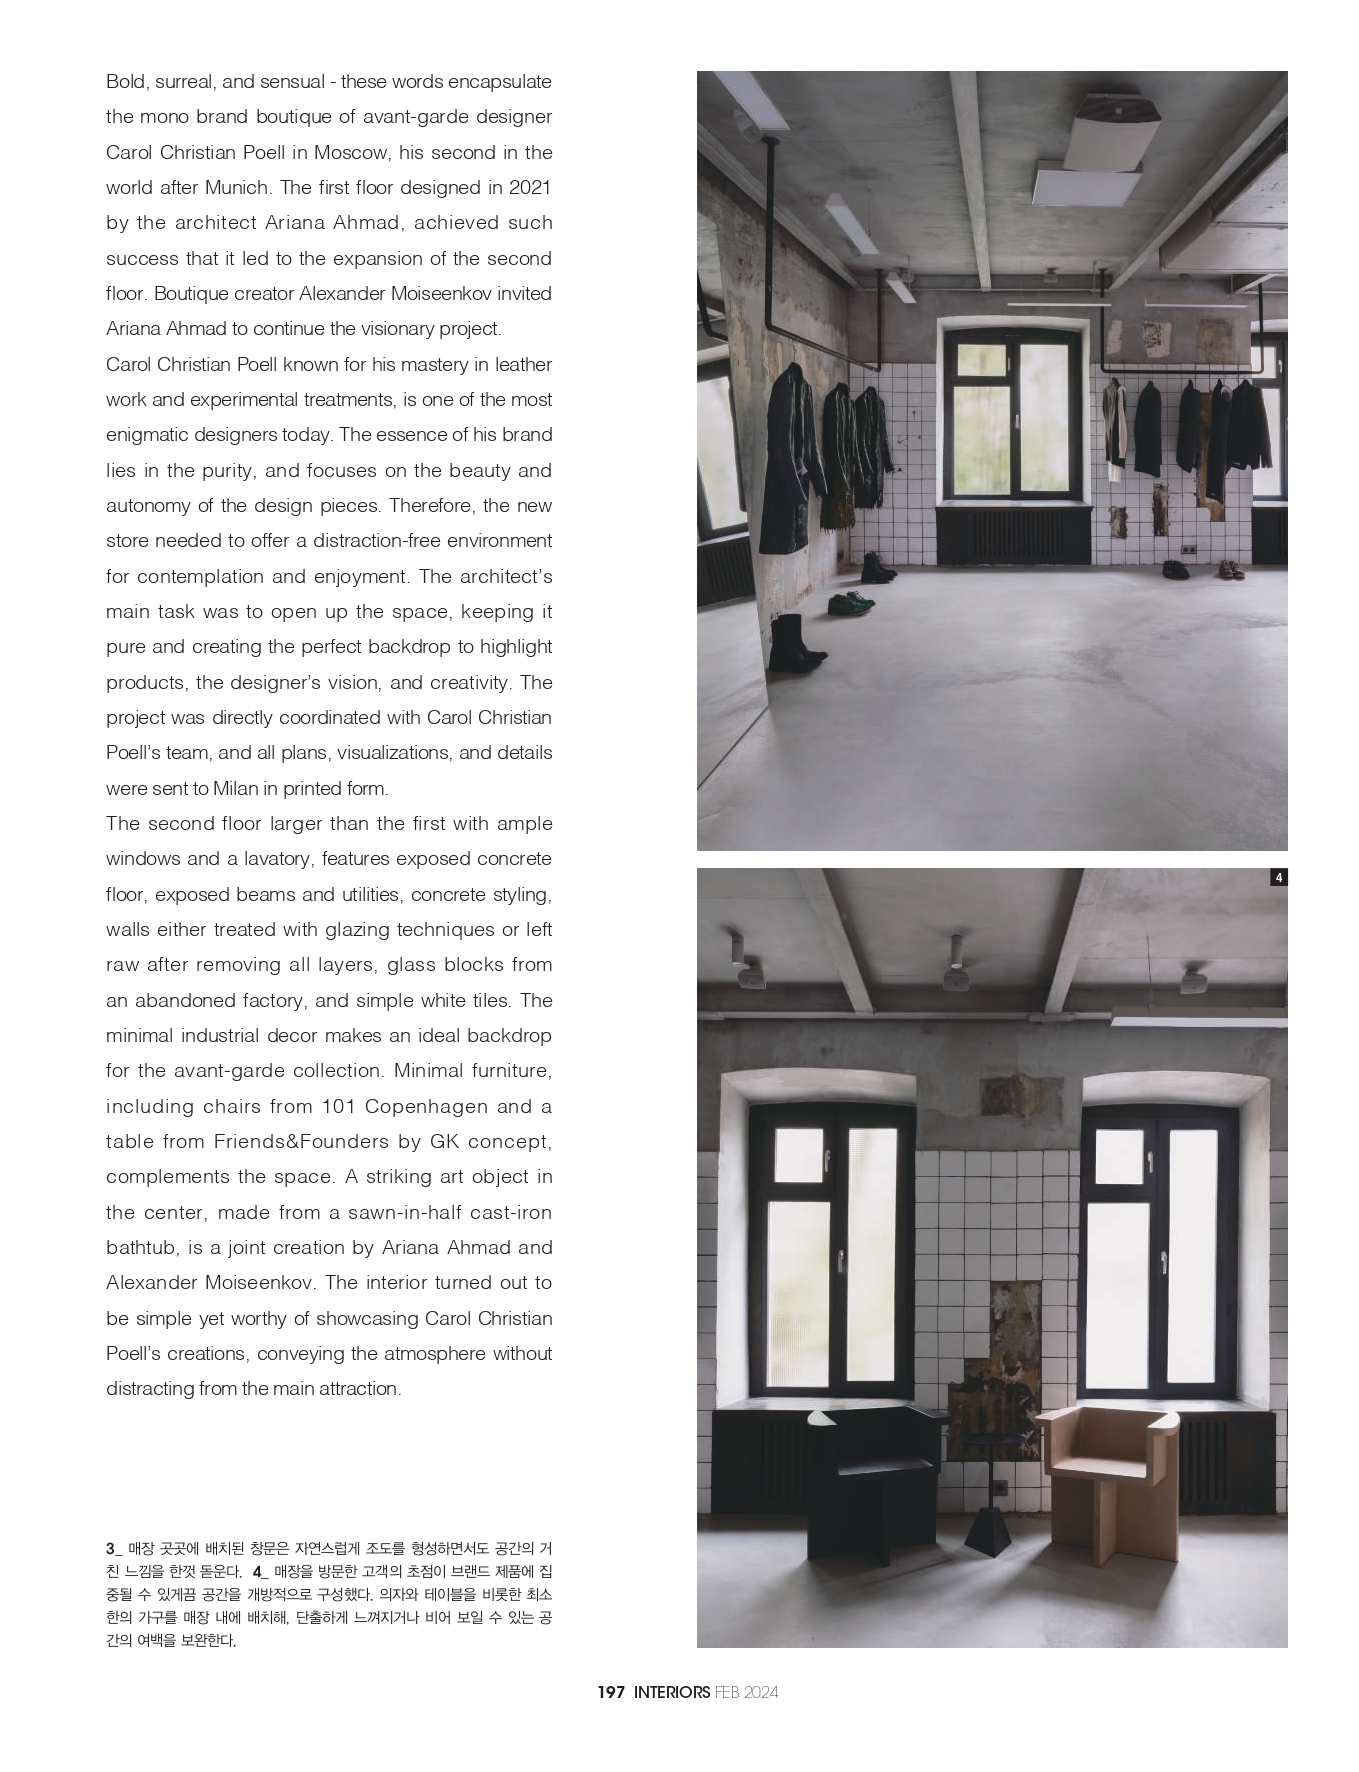 Bold, surreal, and sensual - these words encapsulate
the mono brand boutique of avant-garde designer
Carol Christian Poell in Moscow, his second in the
world after Munich. The first floor designed in 2021
by the architect Ariana Ahmad, achieved such
success that it led to the expansion of the second
floor. Boutique creator Alexander Moiseenkov invited
Ariana Ahmad to continue the visionary project.
Carol Christian Poell known for his mastery in leather
work and experimental treatments, is one of the most
enigmatic designers today. The essence of his brand
lies in the purity, and focuses on the beauty and
autonomy of the design pieces. Therefore, the new
store needed to offer a distraction-free environment
for contemplation and enjoyment. The architect’s
main task was to open up the space, keeping it
pure and creating the perfect backdrop to highlight
products, the designer’s vision, and creativity. The
project was directly coordinated with Carol Christian
Poell’s team, and all plans, visualizations, and details
were sent to Milan in printed form.
The second floor larger than the first with ample
windows and a lavatory, features exposed concrete
floor, exposed beams and utilities, concrete styling,
walls either treated with glazing techniques or left
raw after removing all layers, glass blocks from
an abandoned factory, and simple white tiles. The
minimal industrial decor makes an ideal backdrop
for the avant-garde collection. Minimal furniture,
including chairs from 101 Copenhagen and a
table from Friends&Founders by GK concept,
complements the space. A striking art object in
the center, made from a sawn-in-half cast-iron
bathtub, is a joint creation by Ariana Ahmad and
Alexander Moiseenkov. The interior turned out to
be simple yet worthy of showcasing Carol Christian
Poell’s creations, conveying the atmosphere without
distracting from the main attraction.
3_ 매장 곳곳에 배치된 창문은 자연스럽게 조도를 형성하면서도 공간의 거
친 느낌을 한껏 돋운다. 4_ 매장을 방문한 고객의 초점이 브랜드 제품에 집
중될 수 있게끔 공간을 개방적으로 구성했다. 의자와 테이블을 비롯한 최소
한의 가구를 매장 내에 배치해, 단출하게 느껴지거나 비어 보일 수 있는 공
간의 여백을 보완한다.
4
197 INTERIORS FEB 2024